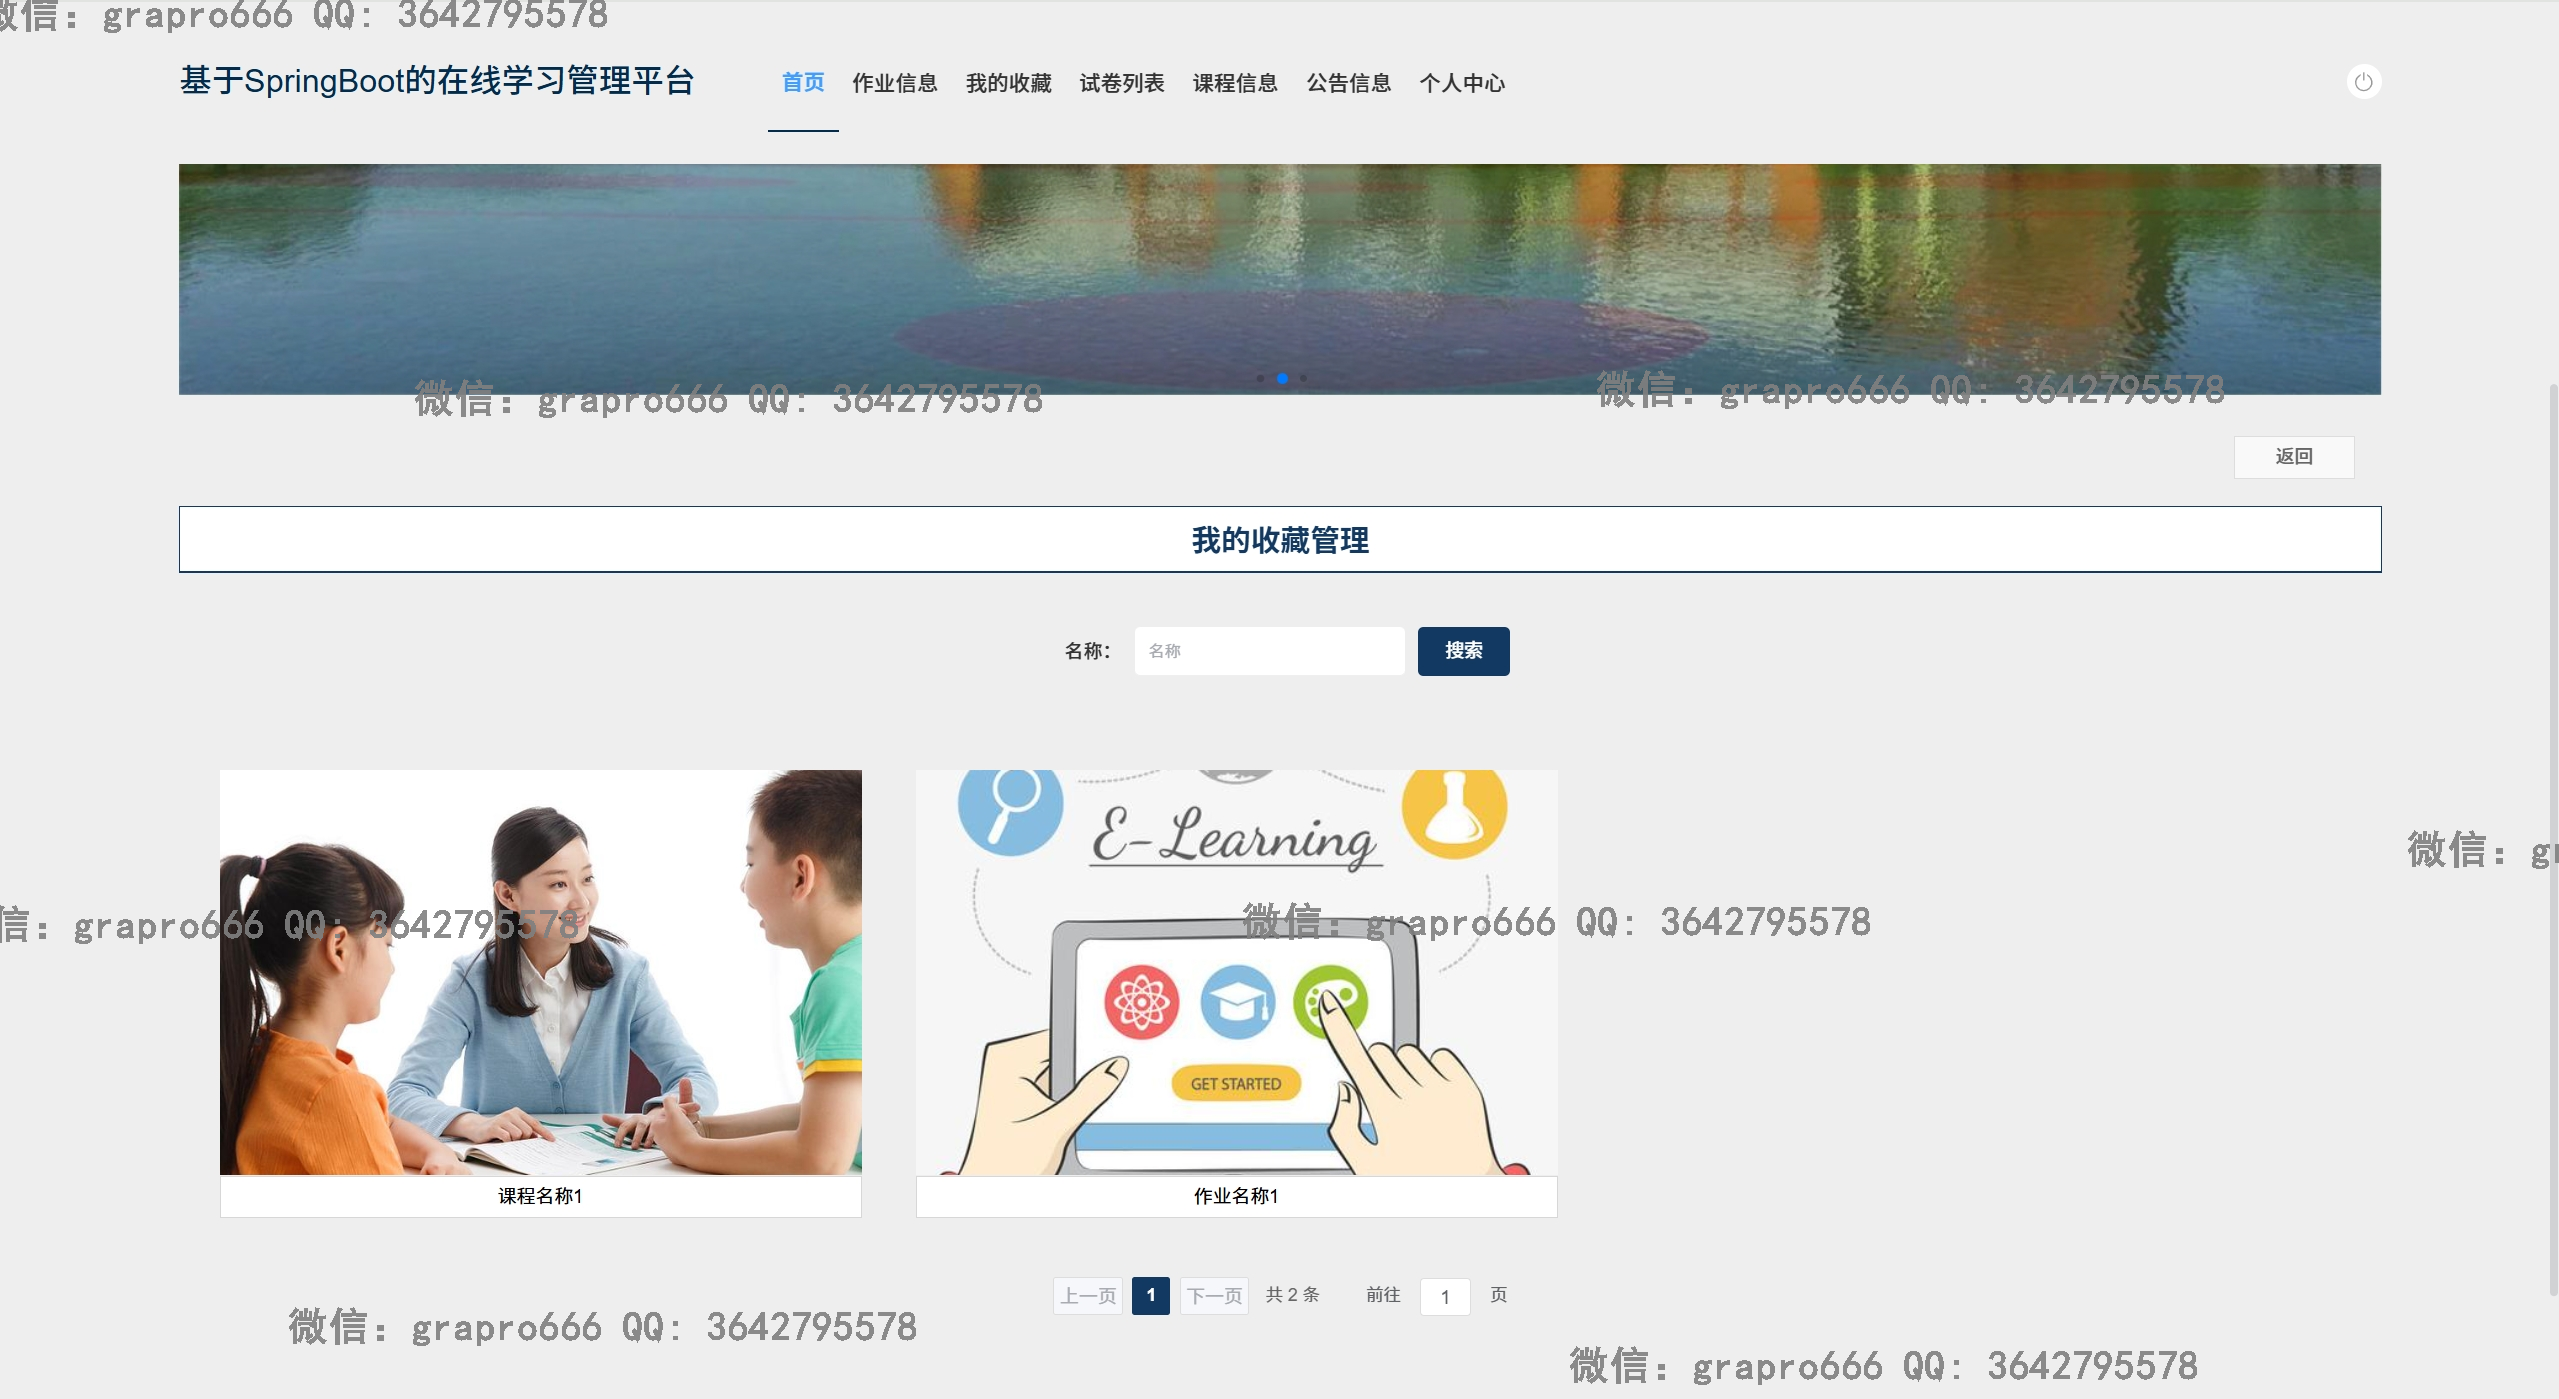 微信：grapro666 QQ: 3642795578
基于SpringBoot的在线学习管理平台
首页 作业信息 我的收藏 试卷列表 课程信息 公告信息 个人中心
微信：grapro666 QQ: 3642795578
微信：grapro666 QQ: 3642795578
返回
我的收藏管理
名称： 名称 搜索
E-Learning
微信：gr
信：grapro666 QQ: 3642795578
微信：grapro666 QQ: 3642795578
GET STARTED
课程名称1
作业名称1
上一页 1 下一页 共 2 条 前往 1 页
微信：grapro666 QQ: 3642795578
微信：grapro666 QQ: 3642795578